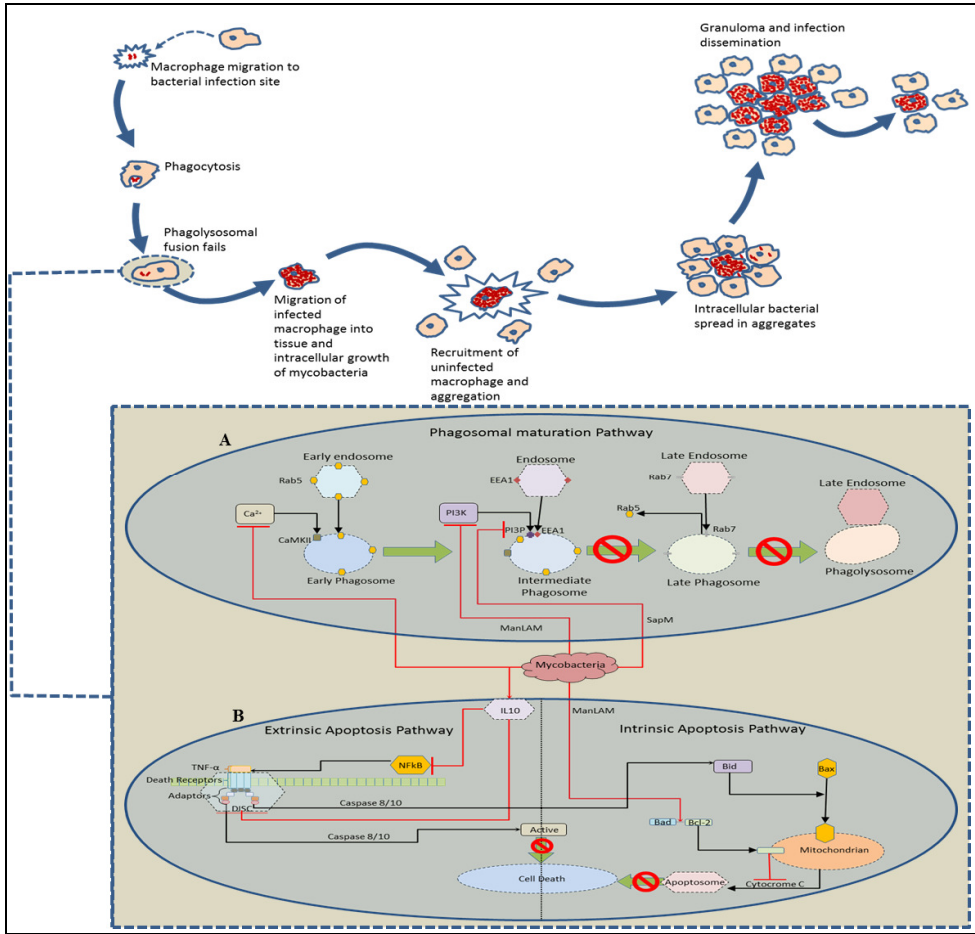 Macrophage migration to
bacterial infection site
Phagocytosis
Phagolysosomal
fusion fails
Migration of
infected
macrophage into
tissue and
intracellular growth
of mycobacteria
Recruitment of
uninfected
macrophage and
aggregation
Intracellular bacterial
spread in aggregates
Granuloma and infection
dissemination
A
Phagosomal maturation Pathway
Early endosome
Rab5
Ca²⁺
CaMKII
Early Phagosome
Endosome
EEA1
PI3K
PI3P
EEA1
Intermediate
Phagosome
Late Endosome
Rab7
Rab5
Rab7
Late Phagosome
Late Endosome
Phagolysosome
ManLAM
SapM
Mycobacteria
B
Extrinsic Apoptosis Pathway
IL10
ManLAM
Intrinsic Apoptosis Pathway
TNF-α
NFkB
Death Receptors
Adaptors
DISC
Caspase 8/10
Caspase 8/10
Active
Cell Death
Bid
Bax
Bad
Bcl-2
Mitochondrian
Cytocrome C
Apoptosome